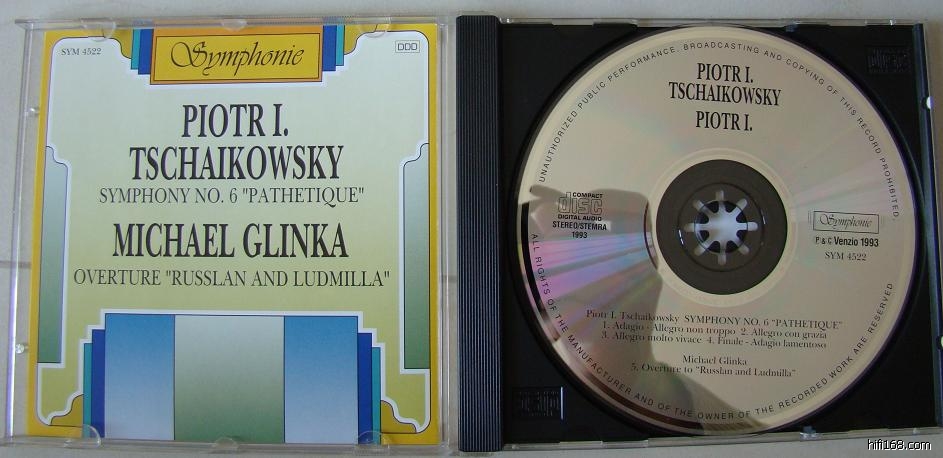 SYM 4522
Symphonie
DDD
PIOTR I.
TSCHAIKOWSKY
SYMPHONY NO. 6 "PATHETIQUE"
MICHAEL GLINKA
OVERTURE "RUSSLAN AND LUDMILLA"
UNAUTHORIZED PUBLIC PERFORMANCE, BROADCASTING AND COPYING OF THIS RECORD PROHIBITED.
PIOTR I.
TSCHAIKOWSKY
PIOTR I.
COMPACT
disc
DIGITAL AUDIO
STEREO/STEMRA
1993
Symphonie
P & C Venzio 1993
SYM 4522
Piotr I. Tschaikowsky SYMPHONY NO. 6 "PATHETIQUE"
1. Adagio - Allegro non troppo 2. Allegro con grazia
3. Allegro molto vivace 4. Finale - Adagio lamentoso
Michael Glinka
5. Overture to "Russlan and Ludmilla"
ALL RIGHTS OF THE MANUFACTURER AND OF THE OWNER OF THE RECORDED WORK ARE RESERVED
hifi168.com